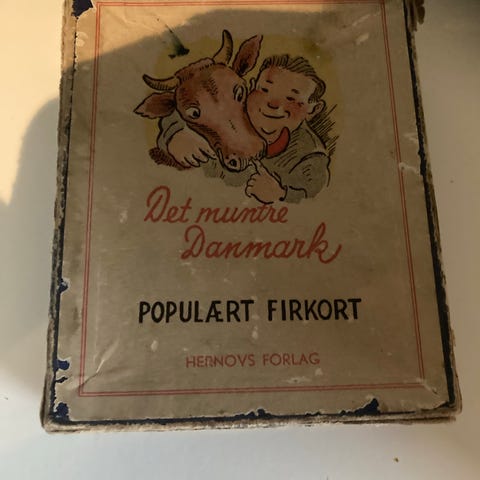 Det muntre
Danmark
POPULÆRT FIRKORT
HERNOVS FORLAG